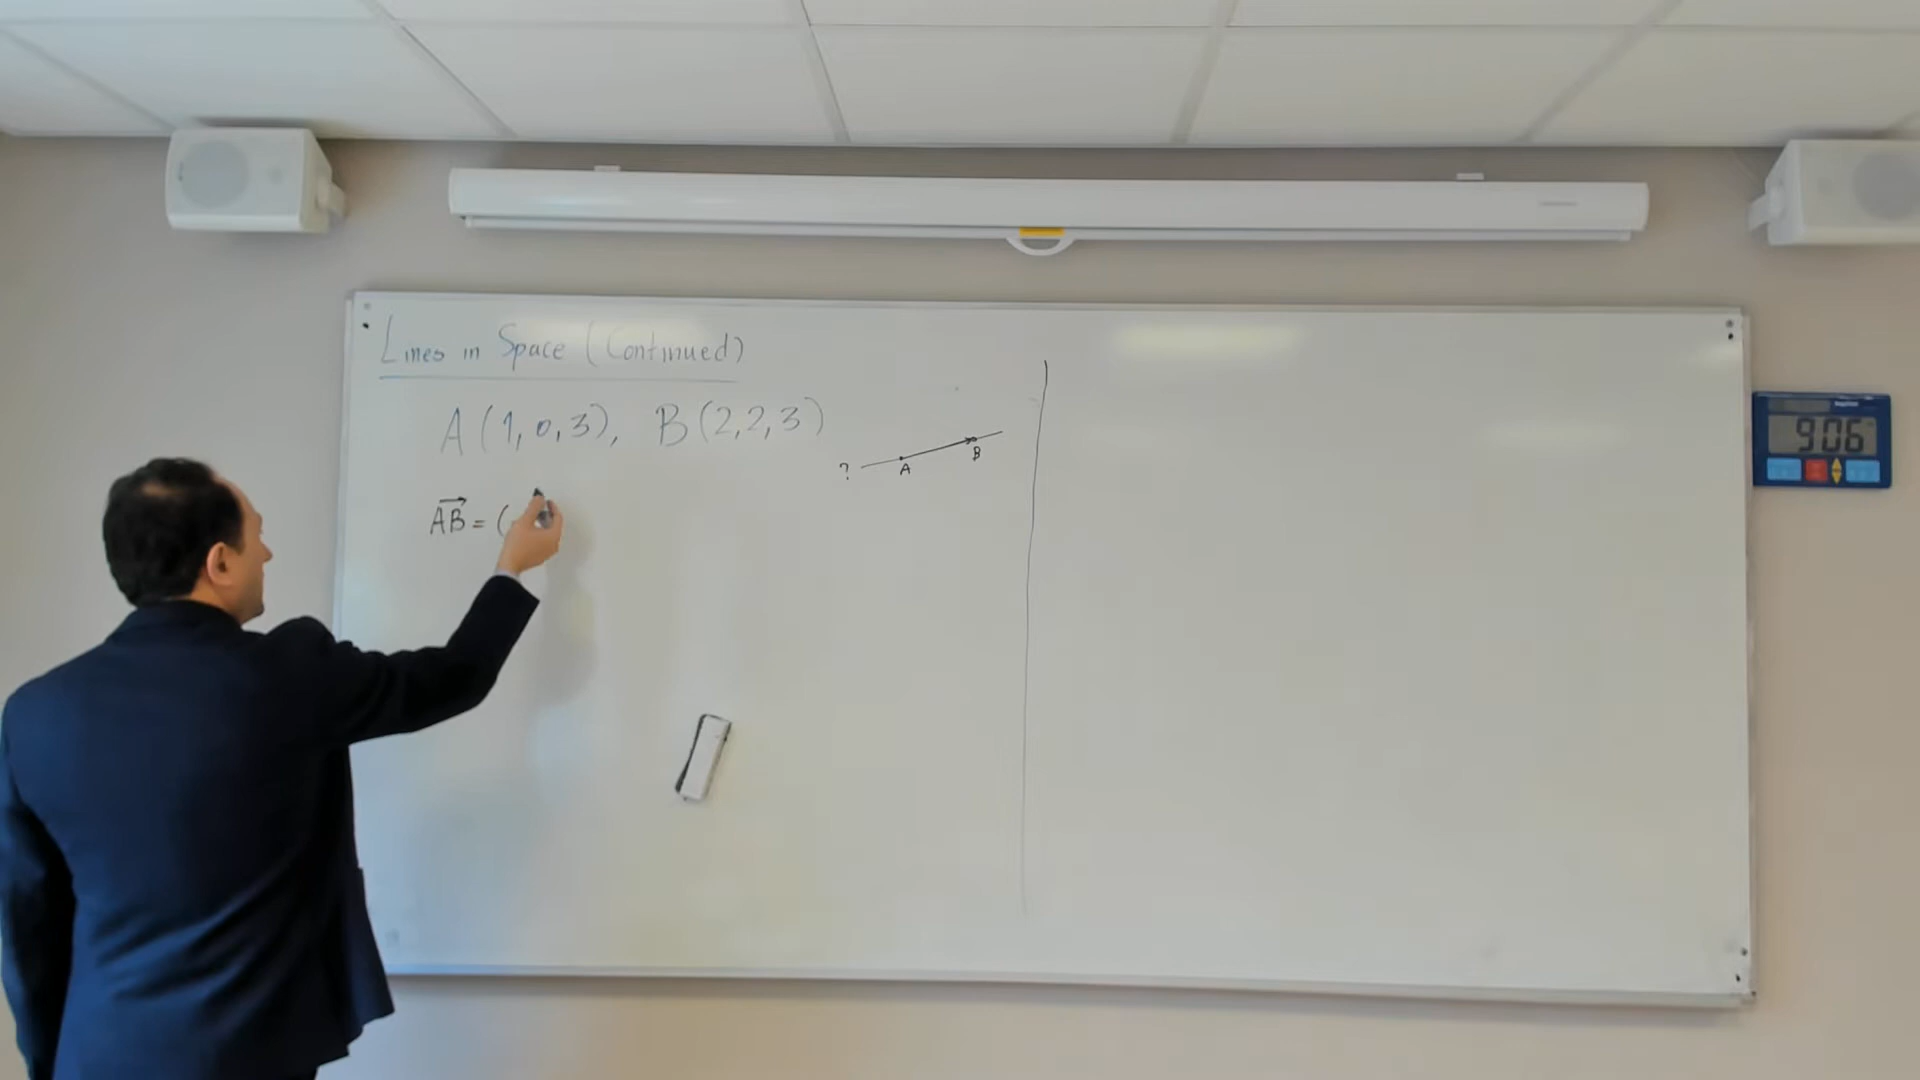 Lines in Space (Continued)
A (1, 0, 3), B (2, 2, 3)
? A B
906
AB = (